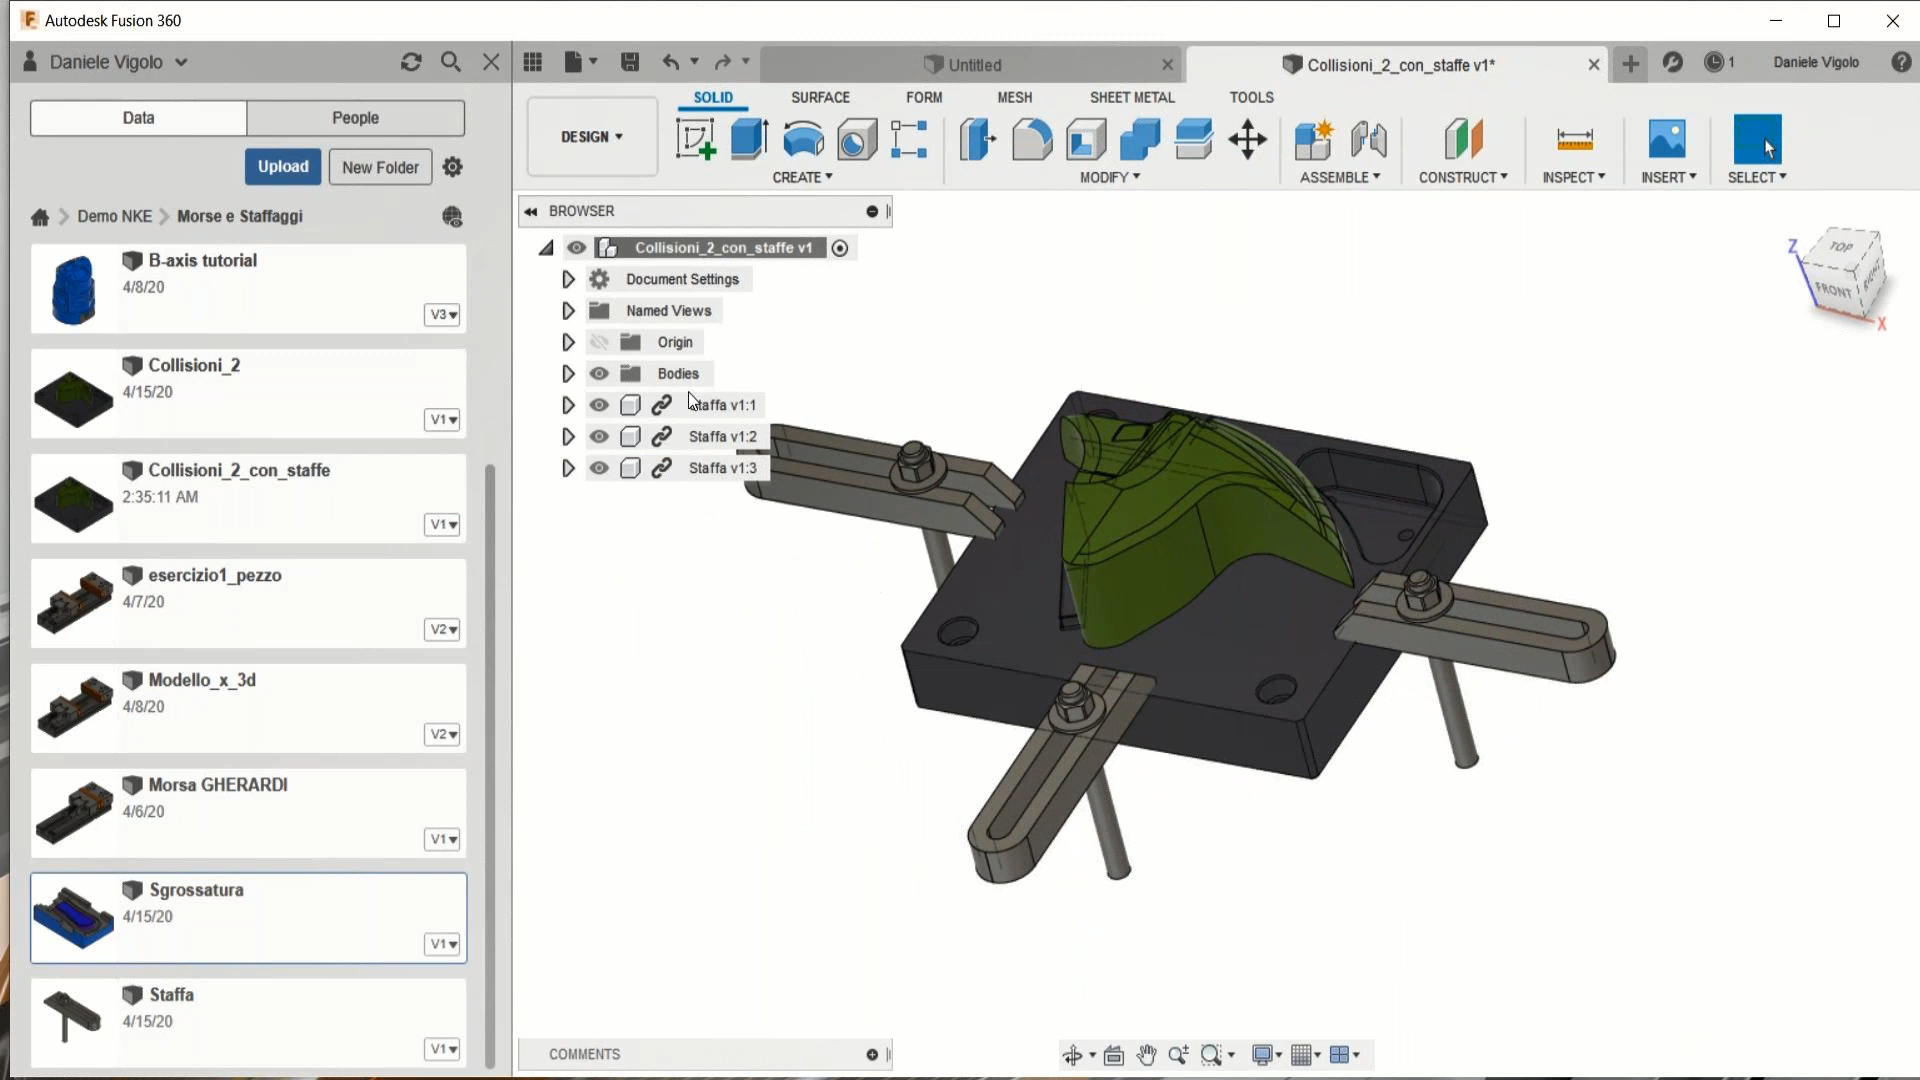 Autodesk Fusion 360
Daniele Vigolo
Untitled
Collisioni_2_con_staffe v1*
1
Daniele Vigolo
Data
People
Upload
New Folder
Demo NKE
Morse e Staffaggi
B-axis tutorial
4/8/20
V3
Collisioni_2
4/15/20
V1
Collisioni_2_con_staffe
2:35:11 AM
V1
esercizio1_pezzo
4/7/20
V2
Modello_x_3d
4/8/20
V2
Morsa GHERARDI
4/6/20
V1
Sgrossatura
4/15/20
V1
Staffa
4/15/20
V1
DESIGN
SOLID
SURFACE
FORM
MESH
SHEET METAL
TOOLS
CREATE
MODIFY
ASSEMBLE
CONSTRUCT
INSPECT
INSERT
SELECT
BROWSER
Collisioni_2_con_staffe v1
Document Settings
Named Views
Origin
Bodies
Staffa v1:1
Staffa v1:2
Staffa v1:3
Z
TOP
FRONT
RIGHT
X
COMMENTS